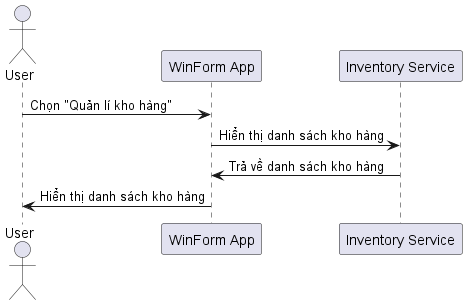 User
WinForm App
Inventory Service
Chọn "Quản lí kho hàng"
Hiển thị danh sách kho hàng
Trả về danh sách kho hàng
Hiển thị danh sách kho hàng
User
WinForm App
Inventory Service